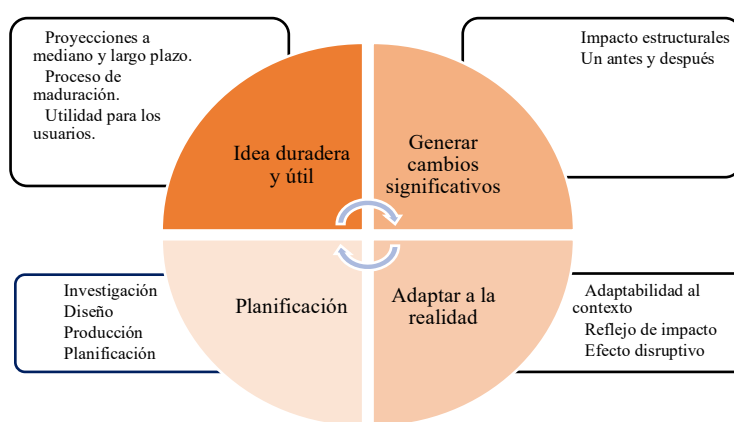 Proyecciones a
mediano y largo plazo.
Proceso de
maduración.
Utilidad para los
usuarios.
Impacto estructurales
Un antes y después
Idea duradera
y útil
Generar
cambios
significativos
Planificación
Adaptar a la
realidad
Investigación
Diseño
Producción
Planificación
Adaptabilidad al
contexto
Reflejo de impacto
Efecto disruptivo